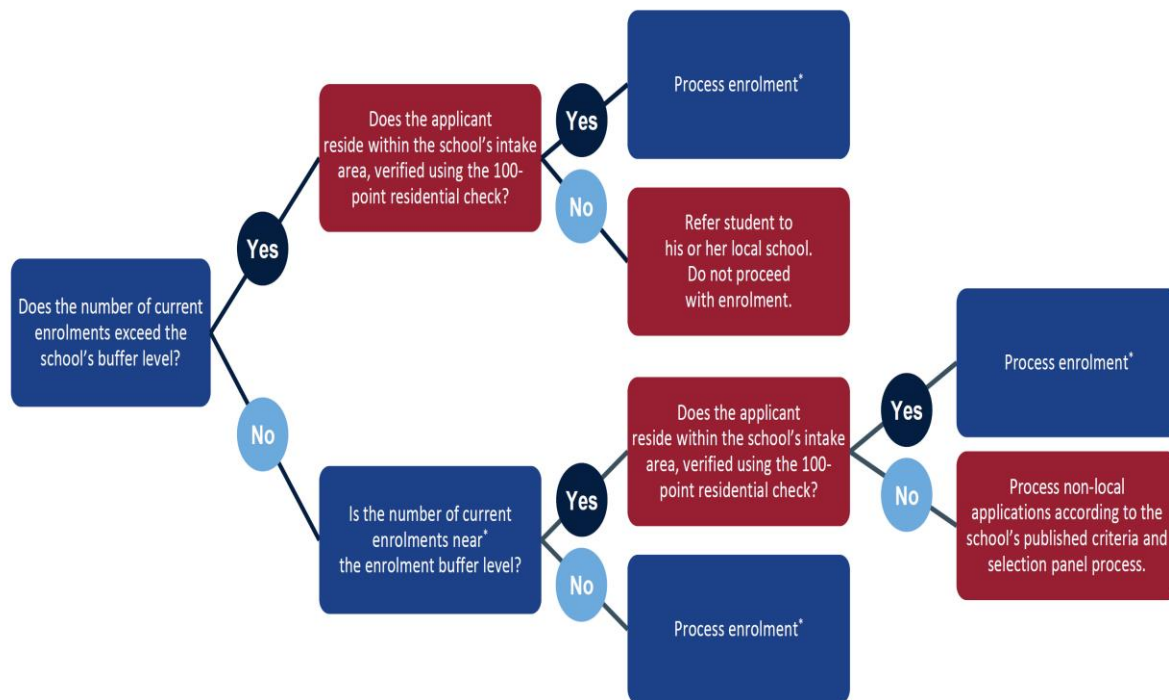 Does the number of current
enrolments exceed the
school's buffer level?
Yes
Does the applicant
reside within the school's intake
area, verified using the 100-
point residential check?
Yes
Process enrolment*
No
Refer student to
his or her local school.
Do not proceed
with enrolment.
No
Is the number of current
enrolments near*
the enrolment buffer level?
Yes
Does the applicant
reside within the school's intake
area, verified using the 100-
point residential check?
Yes
Process enrolment*
No
Process non-local
applications according to the
school's published criteria and
selection panel process.
No
Process enrolment*